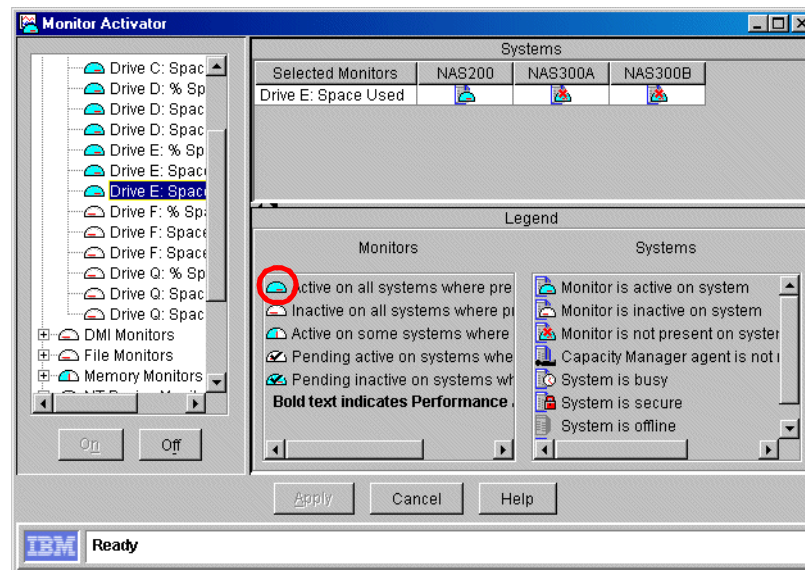 Monitor Activator
Drive C: Spac
Drive D: % Sp
Drive D: Spac
Drive D: Spac
Drive E: % Sp
Drive E: Spac
Drive E: Spac
Drive F: % Sp
Drive F: Space
Drive F: Space
Drive Q: % Sp
Drive Q: Spac
Drive Q: Spac
DMI Monitors
File Monitors
Memory Monitors
On
Off
Systems
Selected Monitors NAS200 NAS300A NAS300B
Drive E: Space Used
Legend
Monitors
Active on all systems where pre
Inactive on all systems where pr
Active on some systems where
Pending active on systems whe
Pending inactive on systems wh
Bold text indicates Performance
Systems
Monitor is active on system
Monitor is inactive on system
Monitor is not present on system
Capacity Manager agent is not
System is busy
System is secure
System is offline
Apply
Cancel
Help
IBM
Ready